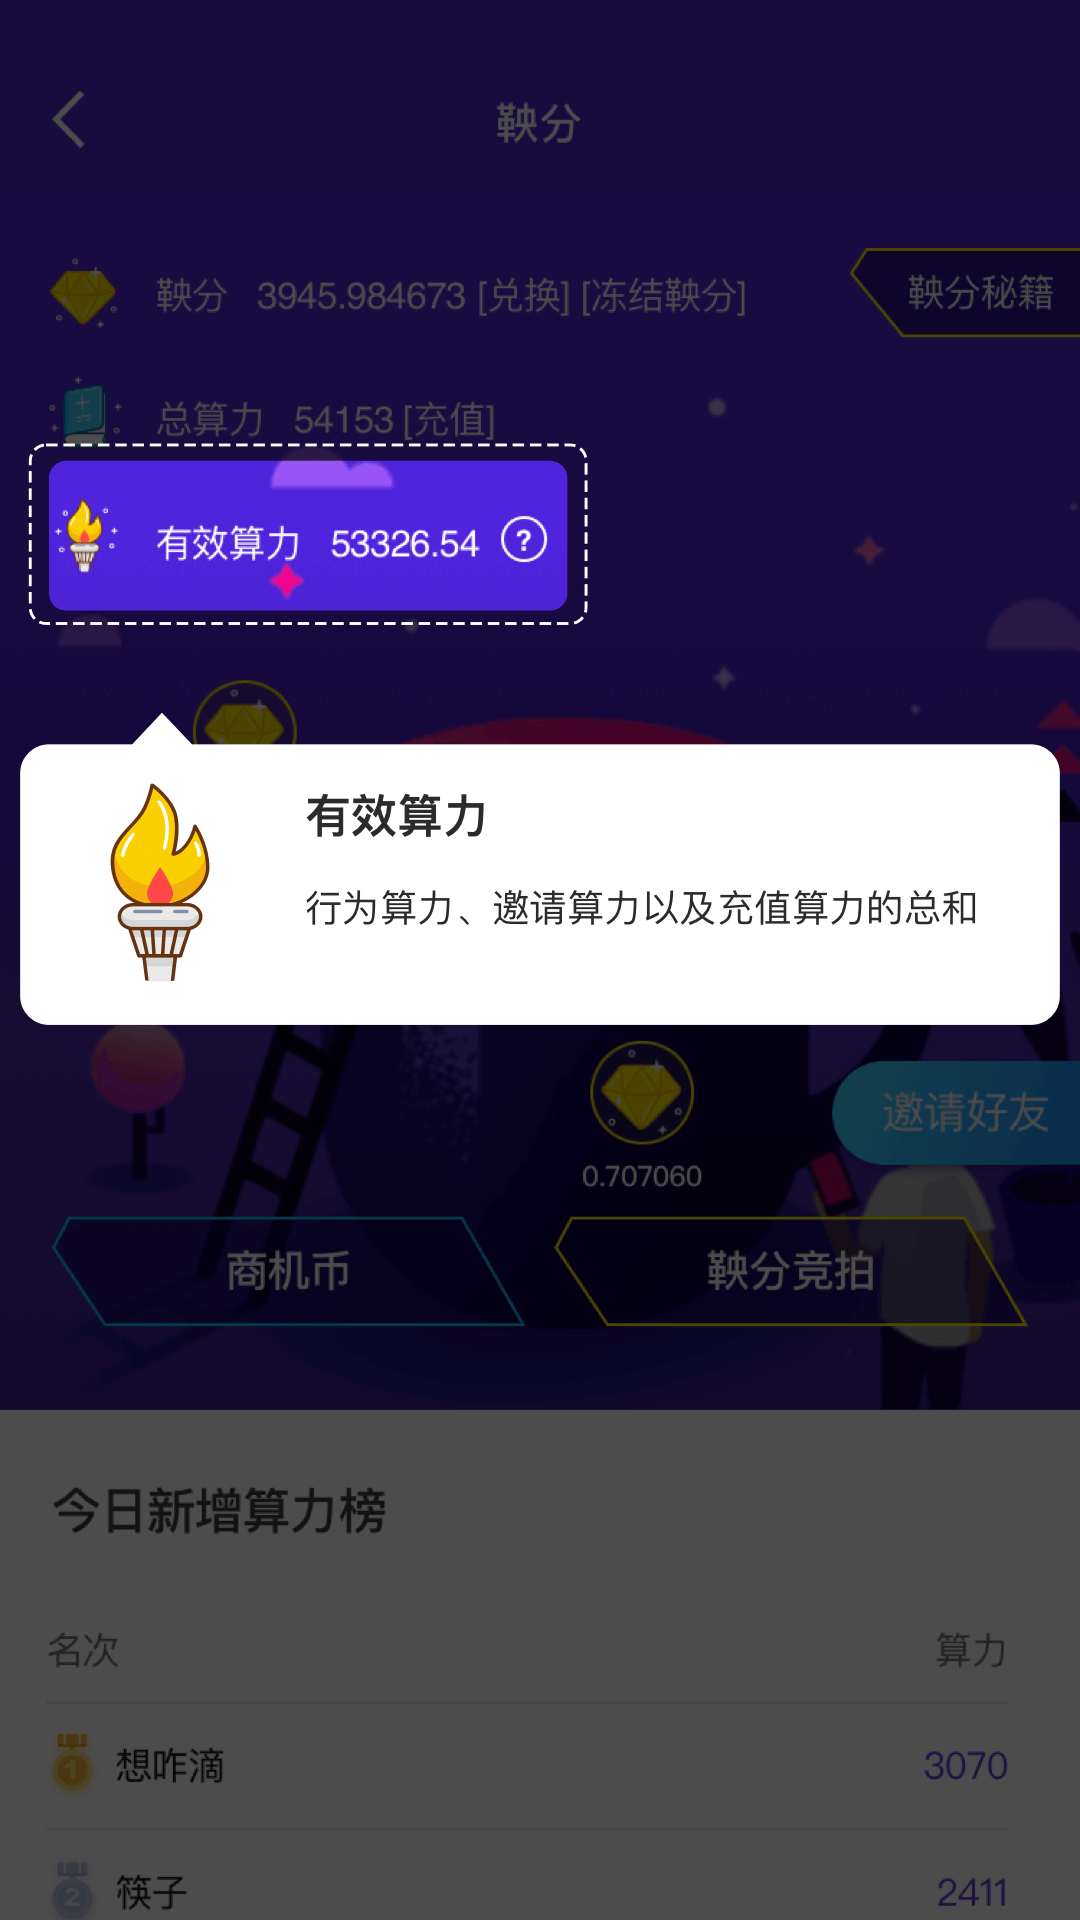 鞅分
鞅分 3945.984673 [兑换] [冻结鞅分]
鞅分秘籍
总算力 54153 [充值]
有效算力 53326.54 ?
有效算力
行为算力、邀请算力以及充值算力的总和
邀请好友
0.707060
商机币
鞅分竞拍
今日新增算力榜
名次 算力
1 想咋滴 3070
2 筷子 2411